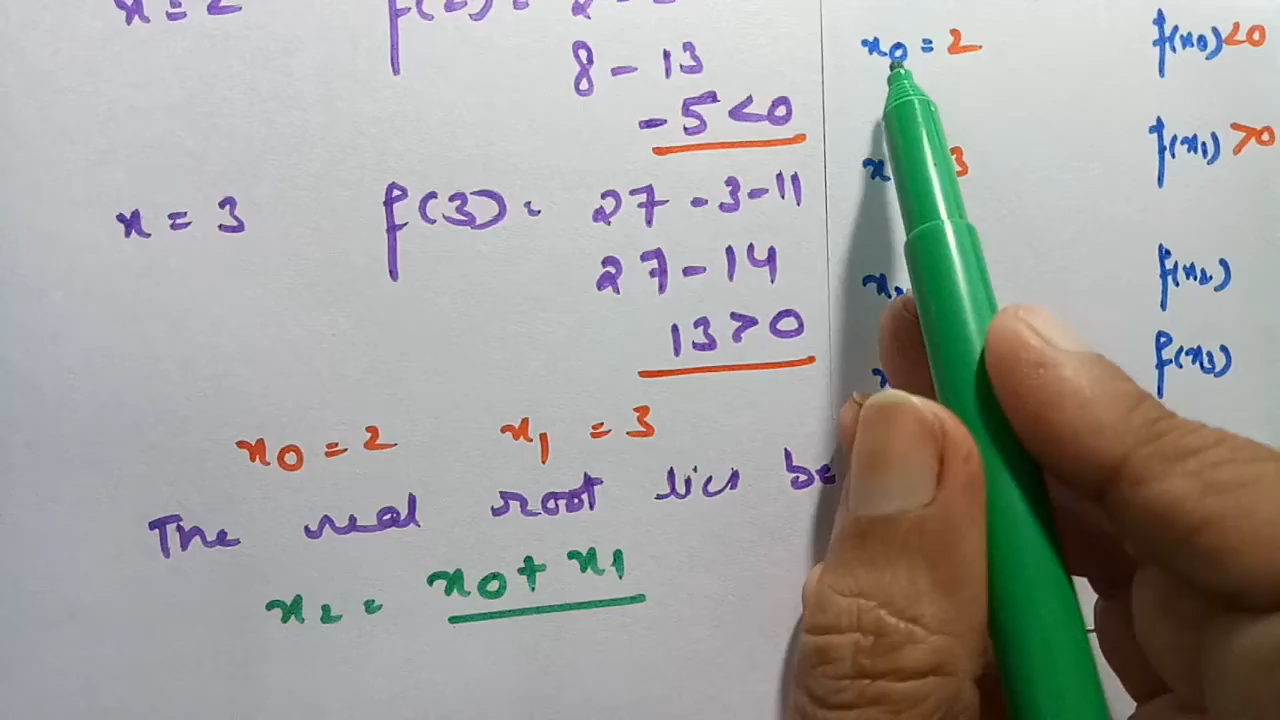 x = 2
8 - 13
- 5 < 0
x = 3 f(3) = 27 - 3 - 11
27 - 14
13 > 0
x0 = 2 x1 = 3
The real root lies be
x2 = x0 + x1
x0 = 2 f(x0) < 0
3 f(x1) > 0
f(x2)
f(x3)